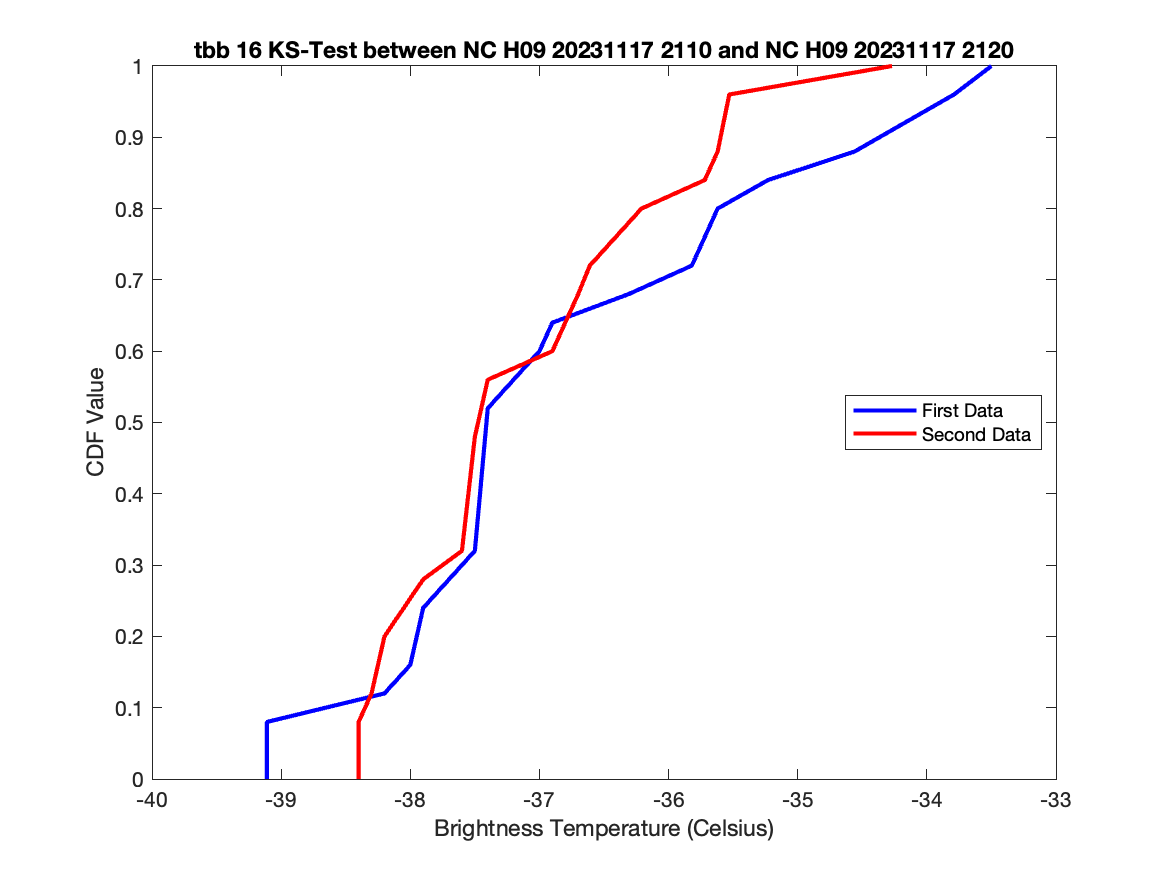 tbb 16 KS-Test between NC H09 20231117 2110 and NC H09 20231117 2120
1
0.9
0.8
0.7
0.6
0.5
0.4
0.3
0.2
0.1
0
CDF Value
First Data
Second Data
-40 -39 -38 -37 -36 -35 -34 -33
Brightness Temperature (Celsius)